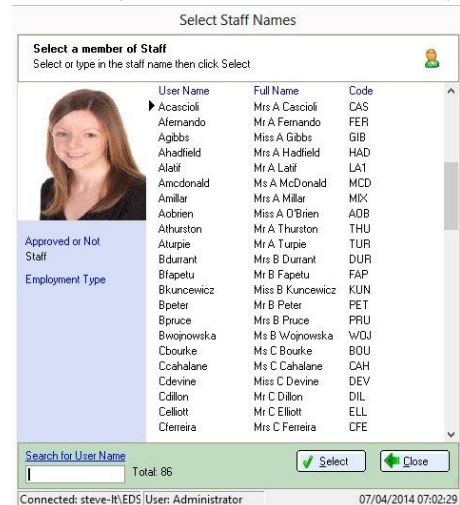 Select Staff Names
Select a member of Staff
Select or type in the staff name then click Select
User Name Full Name Code
Acascioli Mrs A Cascioli CAS
Afernando Mr A Fernando FER
Agibbs Miss A Gibbs GIB
Ahadfield Mrs A Hadfield HAD
Alatif Mr A Latif LA1
Amcdonald Ms A McDonald MCD
Amillar Mrs A Millar MIX
Aobrien Miss A O'Brien AOB
Athurston Mr A Thurston THU
Aturpie Mr A Turpie TUR
Bdurrant Mrs B Durrant DUR
Bfapetu Mr B Fapetu FAP
Bkuncewicz Miss B Kuncewicz KUN
Bpeter Mr B Peter PET
Bpruce Mrs B Pruce PRU
Bwojnowska Ms B Wojnowska WOJ
Cbourke Ms C Bourke BOU
Ccahalane Ms C Cahalane CAH
Cdevine Miss C Devine DEV
Cdillon Mr C Dillon DIL
Celliott Mr C Elliott ELL
Cferreira Mrs C Ferreira CFE
Approved or Not
Staff
Employment Type
Search for User Name
Total: 86
Select Close
Connected: steve-lt\EDS User: Administrator 07/04/2014 07:02:29